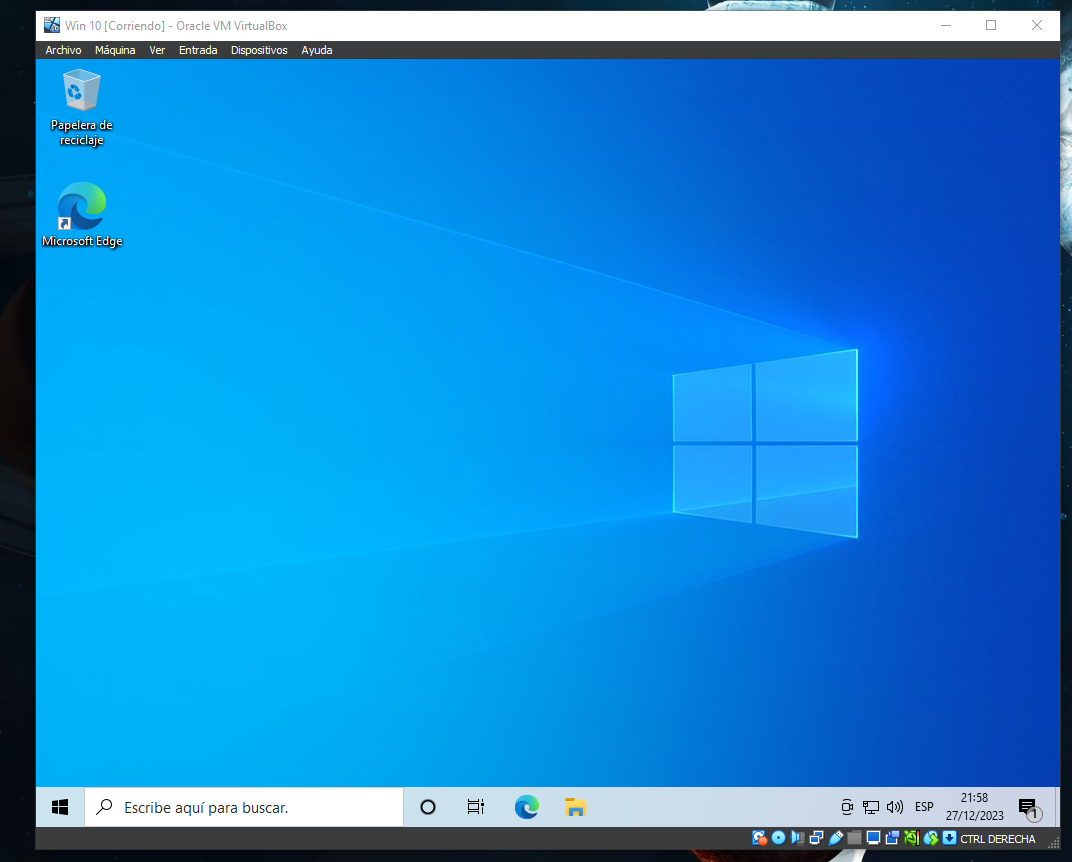 Win 10 [Corriendo] - Oracle VM VirtualBox
Archivo Máquina Ver Entrada Dispositivos Ayuda
Papelera de
reciclaje
Microsoft Edge
Escribe aquí para buscar.
ESP
21:58
27/12/2023
1
CTRL DERECHA